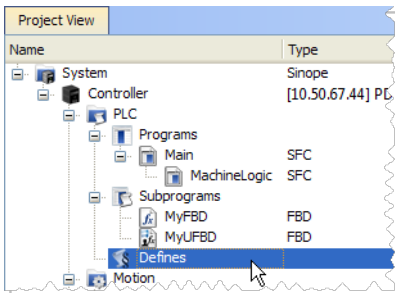 Project View
Name Type
System Sinope
Controller [10.50.67.44] PD
PLC
Programs
Main SFC
MachineLogic SFC
Subprograms
MyFBD FBD
MyUFBD FBD
Defines
Motion